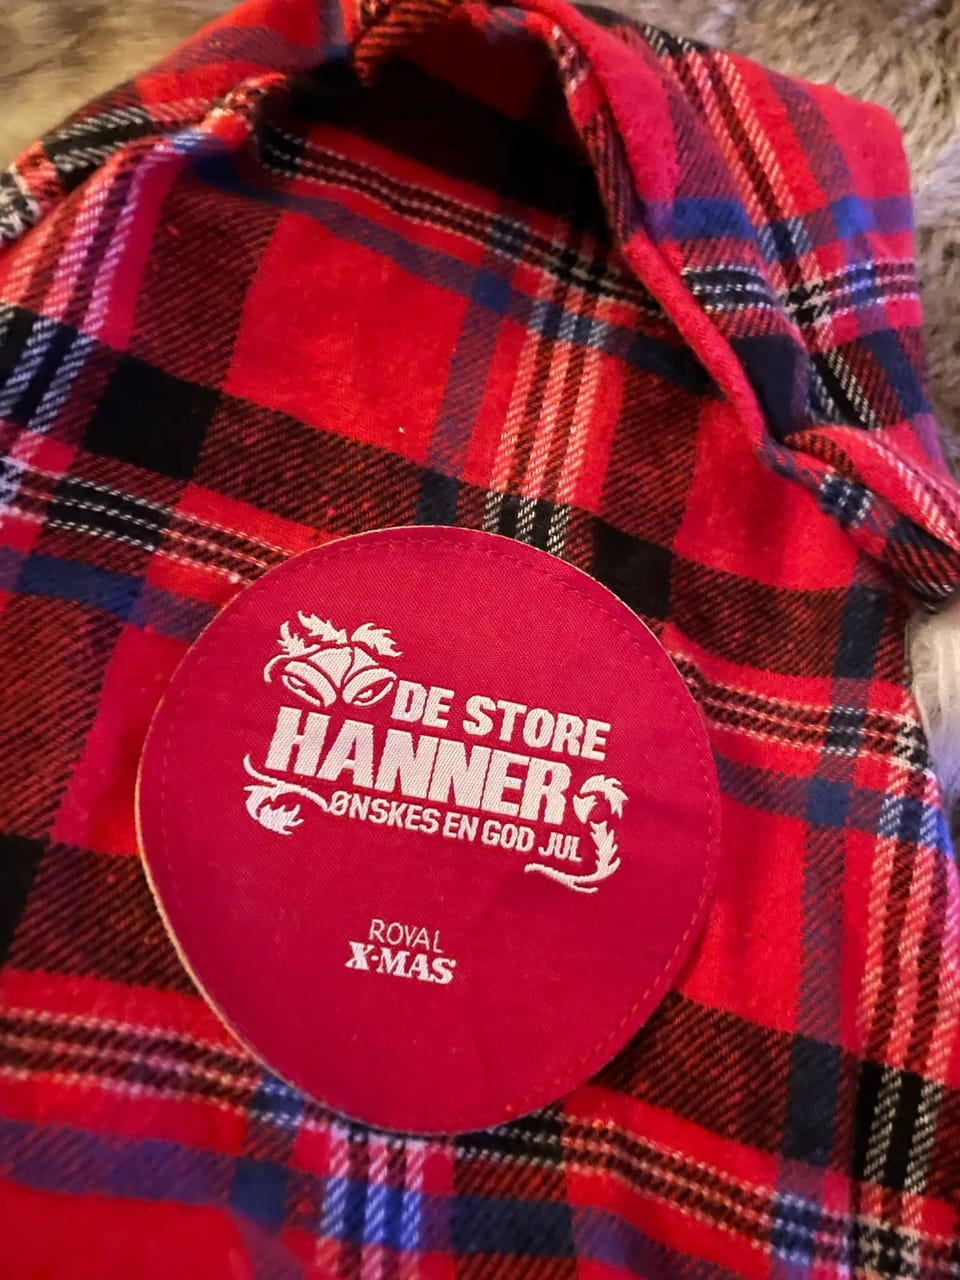 DE STORE
HANNER
ØNSKES EN GOD JUL
ROYAL
X-MAS